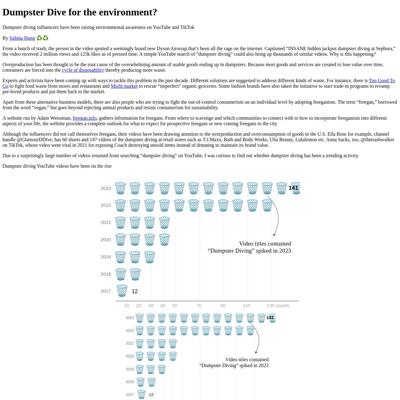 Dumpster Dive for the environment?
Dumpster diving influencers have been raising environmental awareness on YouTube and TikTok
By Sabina Hung ♻️♻️
From a bunch of trash, the person in the video spotted a seemingly brand new Dyson Airwrap that's been all the rage on the internet. Captioned "INSANE hidden jackpot dumpster diving at Sephora,"
the video received 2 million views and 123k likes as of pressed time. A simple YouTube search of "dumpster diving" could also bring up thousands of similar videos. Why is this happening?
Overproduction has been thought to be the root cause of the overwhelming amount of usable goods ending up in dumpsters. Because most goods and services are created to lose value over time,
consumers are forced into the cycle of disposability thereby producing more waste.
Experts and activists have been coming up with ways to tackle this problem in the past decade. Different solutions are suggested to address different kinds of waste. For instance, there is Too Good To
Go to fight food waste from stores and restaurants and Misfit market to rescue "imperfect" organic groceries. Some fashion brands have also taken the initiative to start trade-in programs to revamp
pre-loved products and put them back to the market.
Apart from these alternative business models, there are also people who are trying to fight the out-of-control consumerism on an individual level by adopting freeganism. The term "freegan," borrowed
from the word "vegan," but goes beyond rejecting animal products and resists consumerism for sustainability.
A website run by Adam Weissman, freegan.info, gathers information for freegans. From where to scavenge and which communities to connect with to how to incorporate freeganism into different
aspects of your life, the website provides a complete outlook for what to expect for prospective freegans or new coming freegans to the city
Although the influencers did not call themselves freegans, their videos have been drawing attention to the overproduction and overconsumption of goods in the U.S. Ella Rose for example, channel
handle @GlamourDDive, has 60 shorts and 147 videos of the dumpster diving at retail stores such as T.J.Maxx, Bath and Body Works, Ulta Beauty, Lululemon etc. Anna Sacks, too, @thetrashwalker
on TikTok, whose video went viral in 2021 for exposing Coach destroying unsold items instead of donating to maintain its brand value.
Due to a surprisingly large number of videos returned from searching "dumpster diving" on YouTube, I was curious to find out whether dumpster diving has been a trending activity.
Dumpster diving YouTube videos have been on the rise
2023 141
2022
2021
2020
2019
2018
2017 12
Video titles contained
"Dumpster Diving" spiked in 2023
10 20 30 40 50 70 90 110 130 counts
2023 141
2022
2021
2020
2019
2018
2017 12
Video titles contained
"Dumpster Diving" spiked in 2023